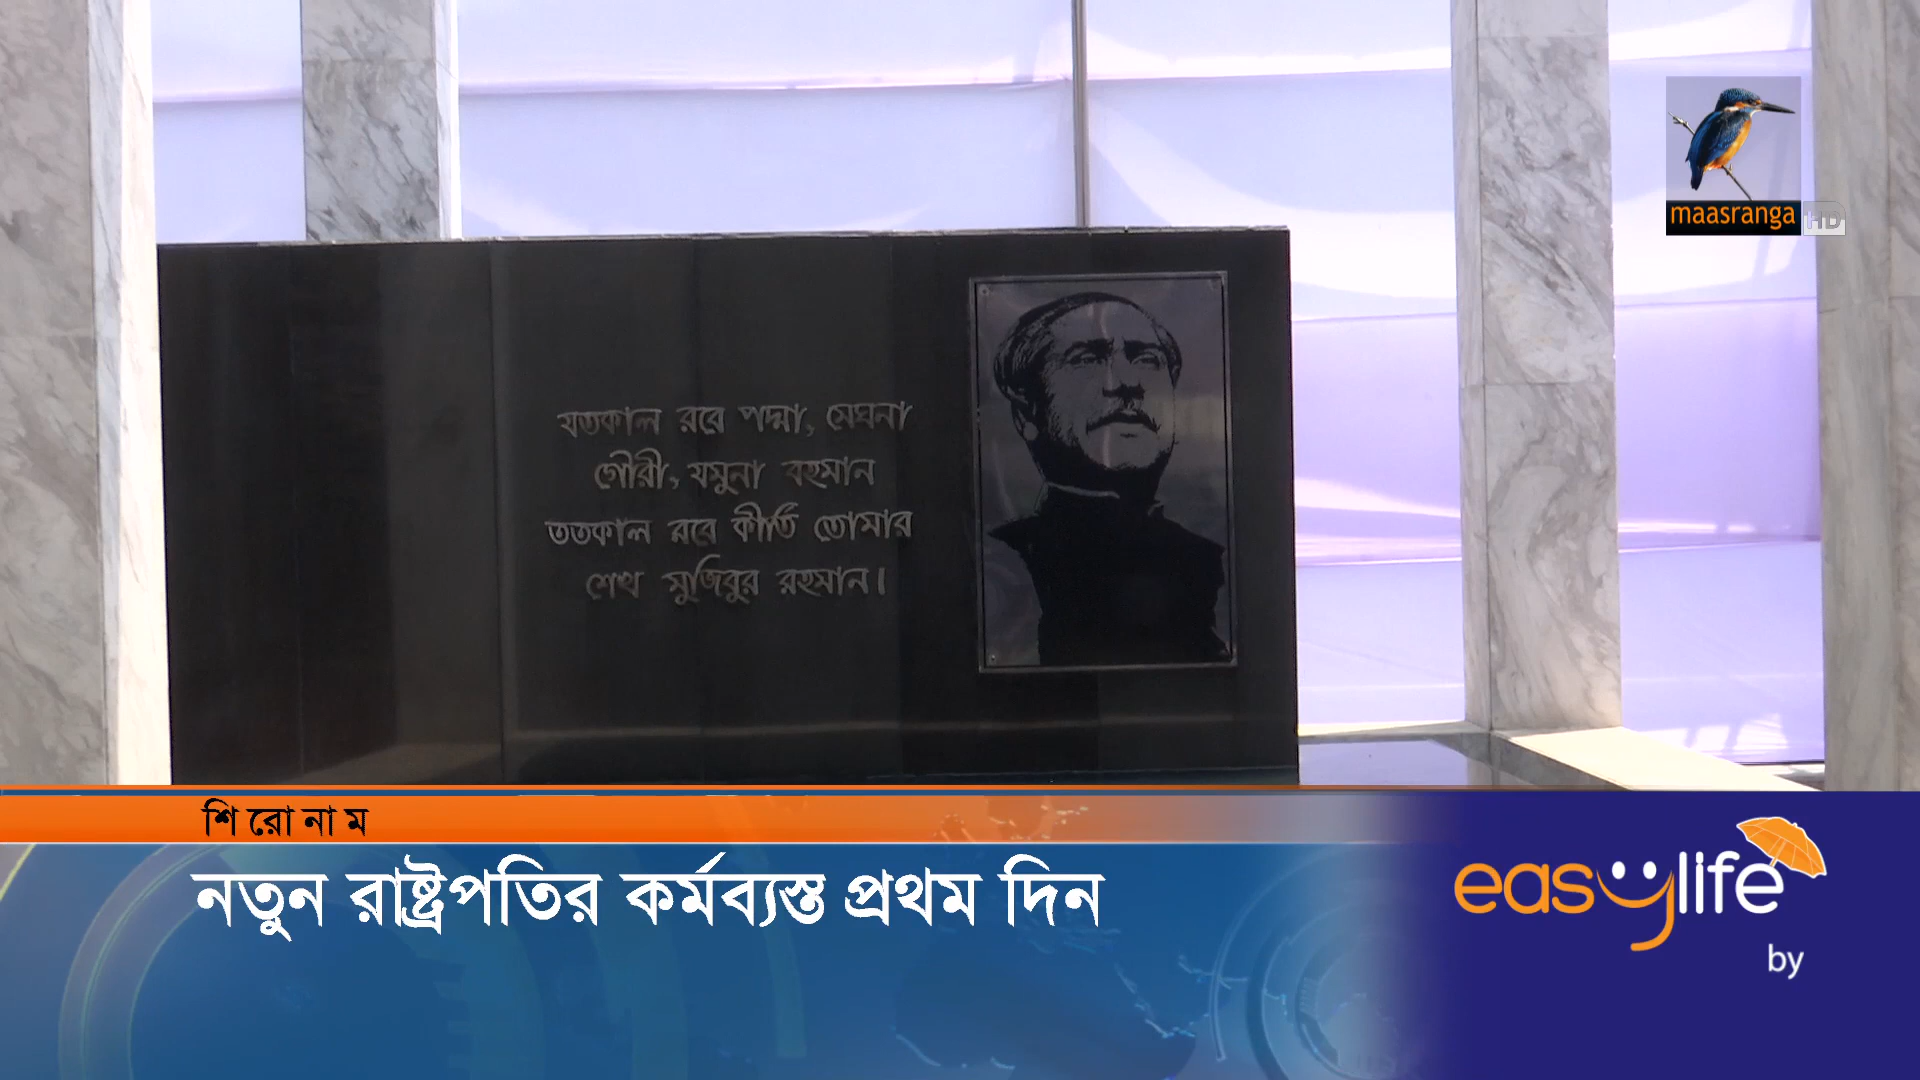 maasranga HD
যতকাল রবে পদ্মা, মেঘনা
গৌরী, যমুনা বহমান
ততকাল রবে কীর্তি তোমার
শেখ মুজিবুর রহমান।
শিরোনাম
নতুন রাষ্ট্রপতির কর্মব্যস্ত প্রথম দিন
easylife
by